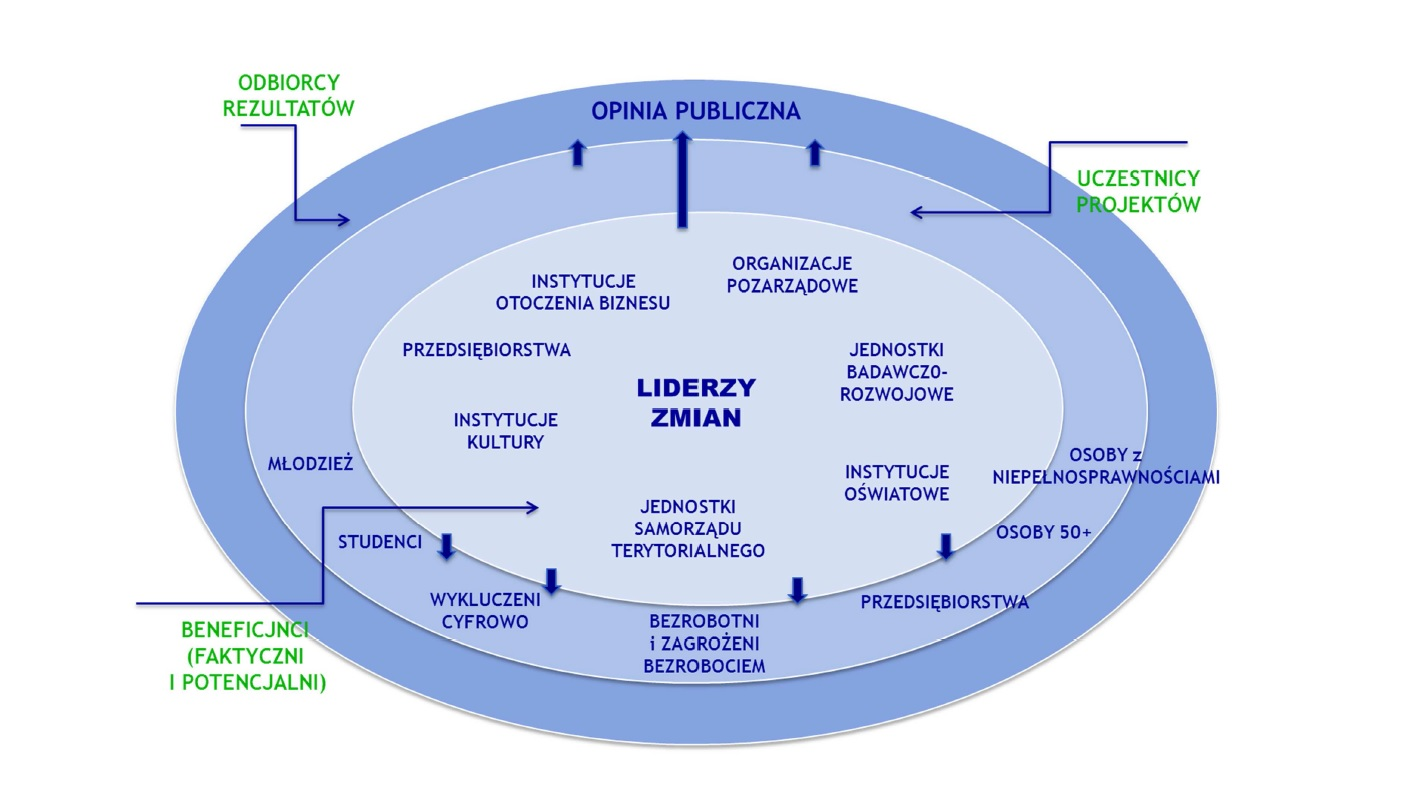 ODBIORCY
REZULTATÓW
OPINIA PUBLICZNA
UCZESTNICY
PROJEKTÓW
INSTYTUCJE
OTOCZENIA BIZNESU
ORGANIZACJE
POZARZĄDOWE
PRZEDSIĘBIORSTWA
JEDNOSTKI
BADAWCZO-
ROZWOJOWE
LIDERZY
ZMIAN
INSTYTUCJE
KULTURY
MŁODZIEŻ
OSOBY z
NIEPEŁNOSPRAWNOŚCIAMI
INSTYTUCJE
OŚWIATOWE
JEDNOSTKI
SAMORZĄDU
TERYTORIALNEGO
STUDENCI
OSOBY 50+
WYKLUCZENI
CYFROWO
PRZEDSIĘBIORSTWA
BEZROBOTNI
i ZAGROŻENI
BEZROBOCIEM
BENEFICJNCI
(FAKTYCZNI
I POTENCJALNI)